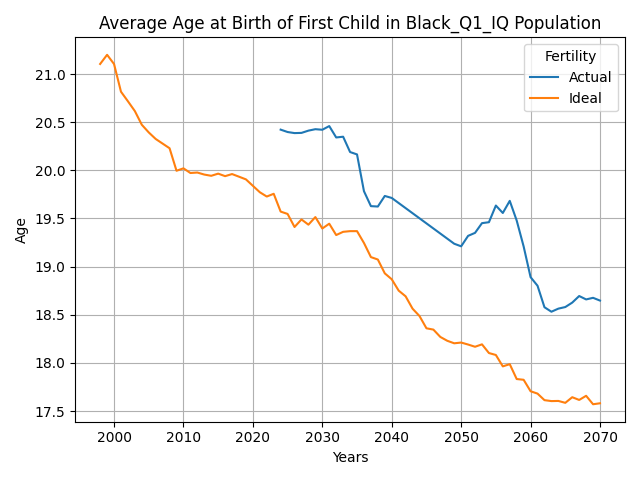 Average Age at Birth of First Child in Black_Q1_IQ Population
Fertility
Actual
Ideal
Age
21.0
20.5
20.0
19.5
19.0
18.5
18.0
17.5
2000 2010 2020 2030 2040 2050 2060 2070
Years